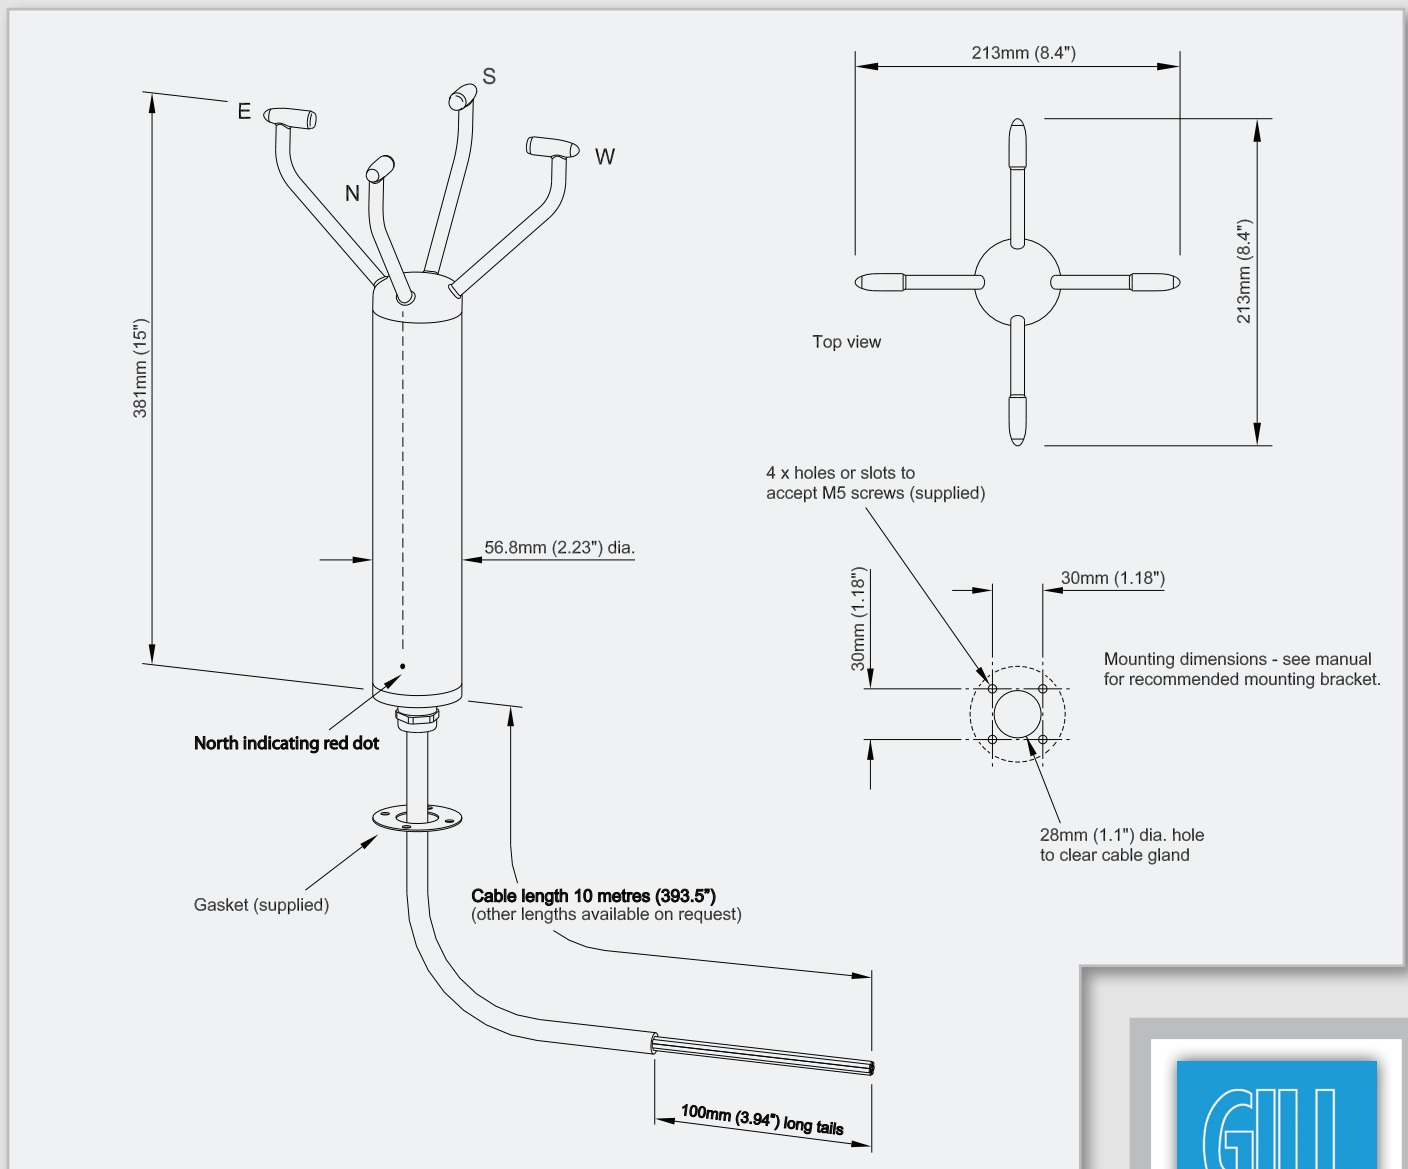 213mm (8.4")
S
E
W
N
213mm (8.4")
Top view
381mm (15")
4 x holes or slots to
accept M5 screws (supplied)
56.8mm (2.23") dia.
30mm (1.18")
30mm (1.18")
Mounting dimensions - see manual
for recommended mounting bracket.
North indicating red dot
28mm (1.1") dia. hole
to clear cable gland
Gasket (supplied)
Cable length 10 metres (393.5")
(other lengths available on request)
100mm (3.94") long tails
GILL